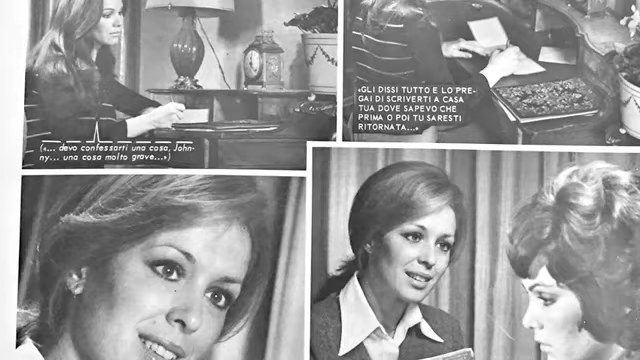 («... devo confessarti una cosa, John-
ny... una cosa molto grave...»)
«GLI DISSI TUTTO E LO PRE-
GAI DI SCRIVERTI A CASA
TUA DOVE SAPEVO CHE
PRIMA O POI TU SARESTI
RITORNATA...»